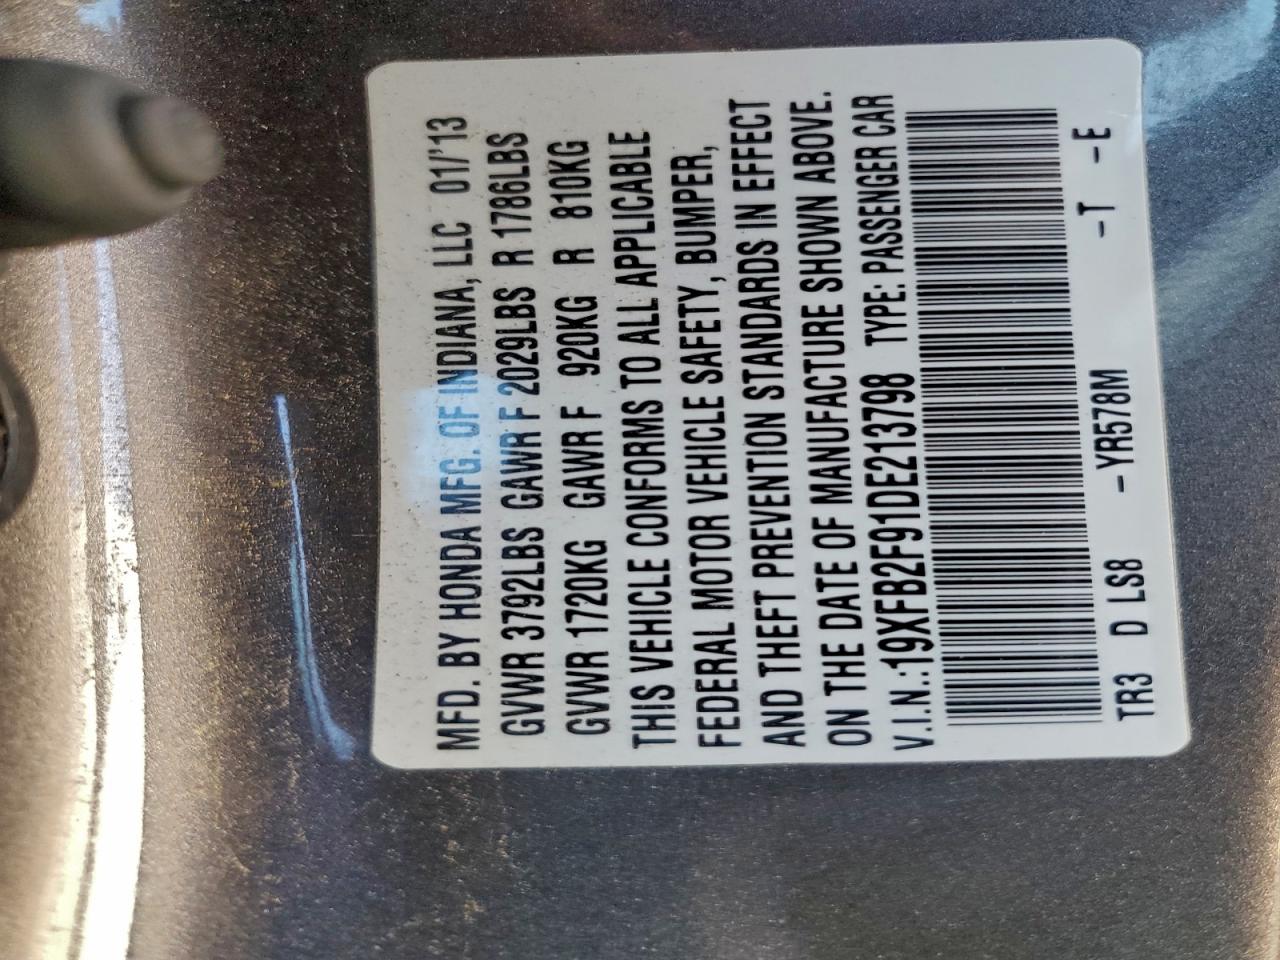 MFD. BY HONDA MFG. OF INDIANA, LLC 01/'13
GVWR 3792LBS GAWR F 2029LBS R 1786LBS
GVWR 1720KG GAWR F 920KG R 810KG
THIS VEHICLE CONFORMS TO ALL APPLICABLE
FEDERAL MOTOR VEHICLE SAFETY, BUMPER,
AND THEFT PREVENTION STANDARDS IN EFFECT
ON THE DATE OF MANUFACTURE SHOWN ABOVE.
V.I.N.:19XFB2F91DE213798 TYPE: PASSENGER CAR
TR3 D LS8 –YR578M –T –E